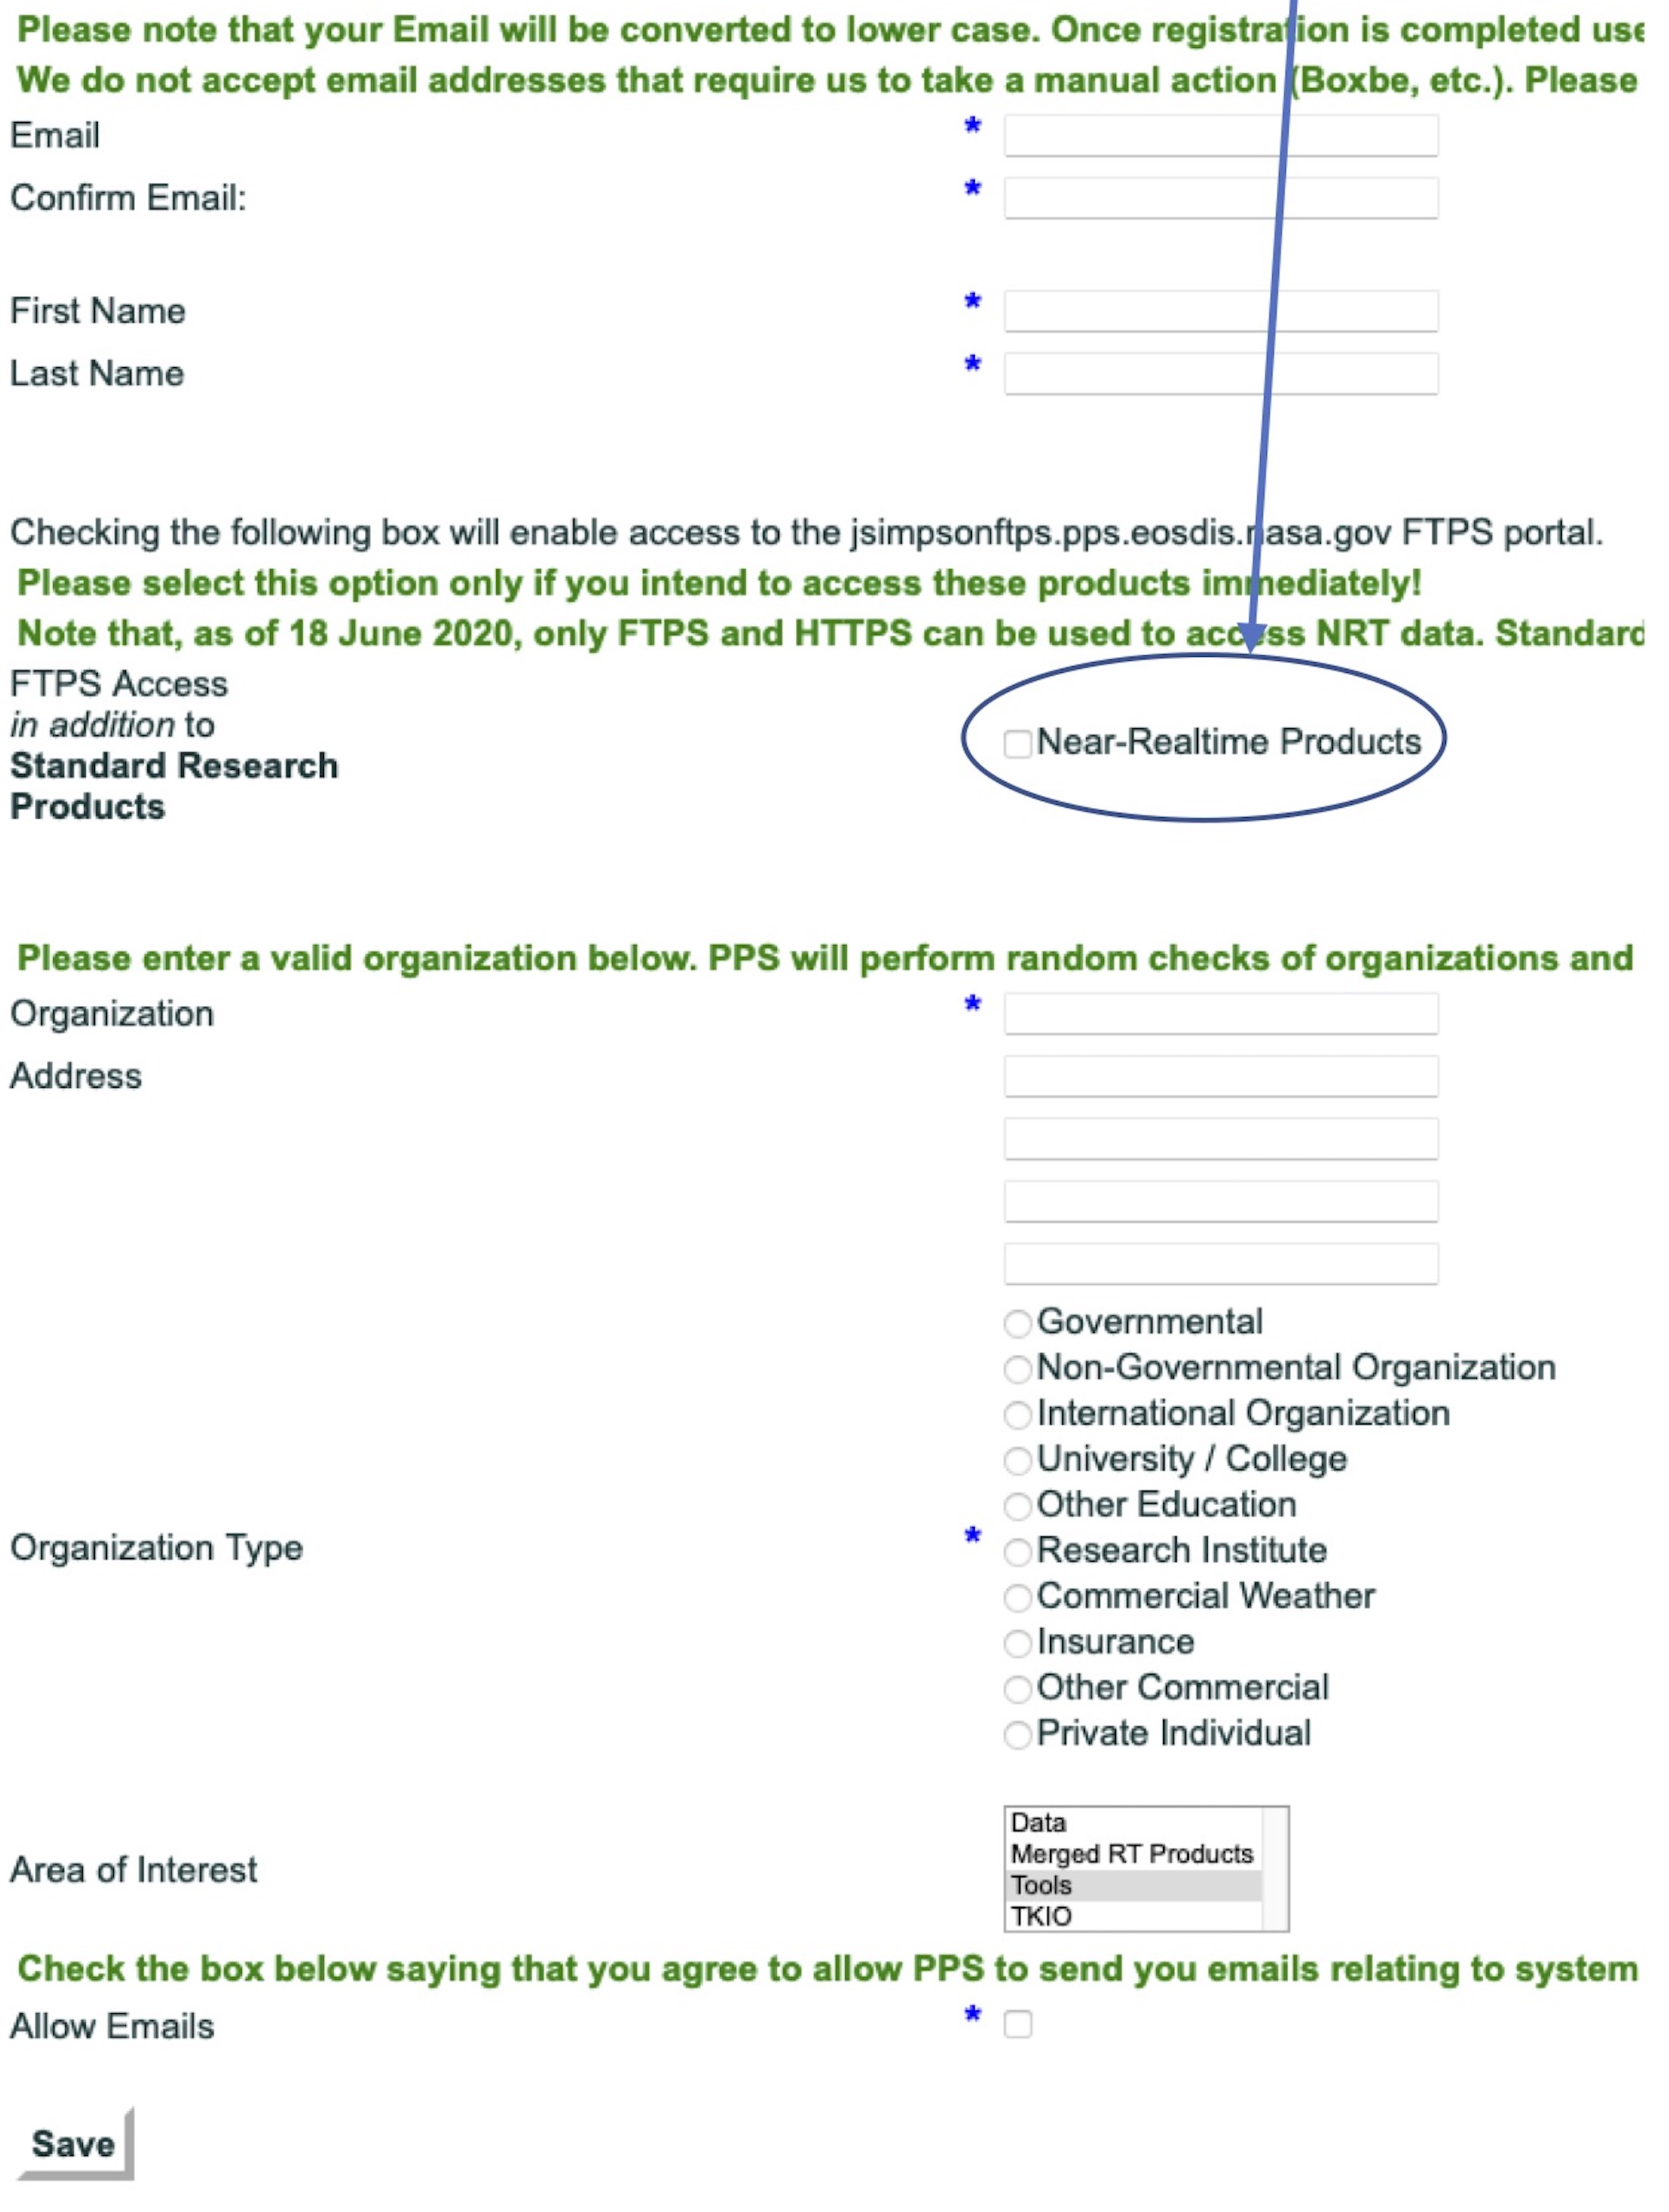 Please note that your Email will be converted to lower case. Once registration is completed use
We do not accept email addresses that require us to take a manual action (Boxbe, etc.). Please
Email *
Confirm Email: *
First Name *
Last Name *
Checking the following box will enable access to the jsimpsonftps.pps.eosdis.nasa.gov FTPS portal.
Please select this option only if you intend to access these products immediately!
Note that, as of 18 June 2020, only FTPS and HTTPS can be used to access NRT data. Standard
FTPS Access
in addition to
Standard Research
Products
Near-Realtime Products
Please enter a valid organization below. PPS will perform random checks of organizations and
Organization *
Address
Organization Type *
Governmental
Non-Governmental Organization
International Organization
University / College
Other Education
Research Institute
Commercial Weather
Insurance
Other Commercial
Private Individual
Area of Interest
Data
Merged RT Products
Tools
TKIO
Check the box below saying that you agree to allow PPS to send you emails relating to system
Allow Emails *
Save